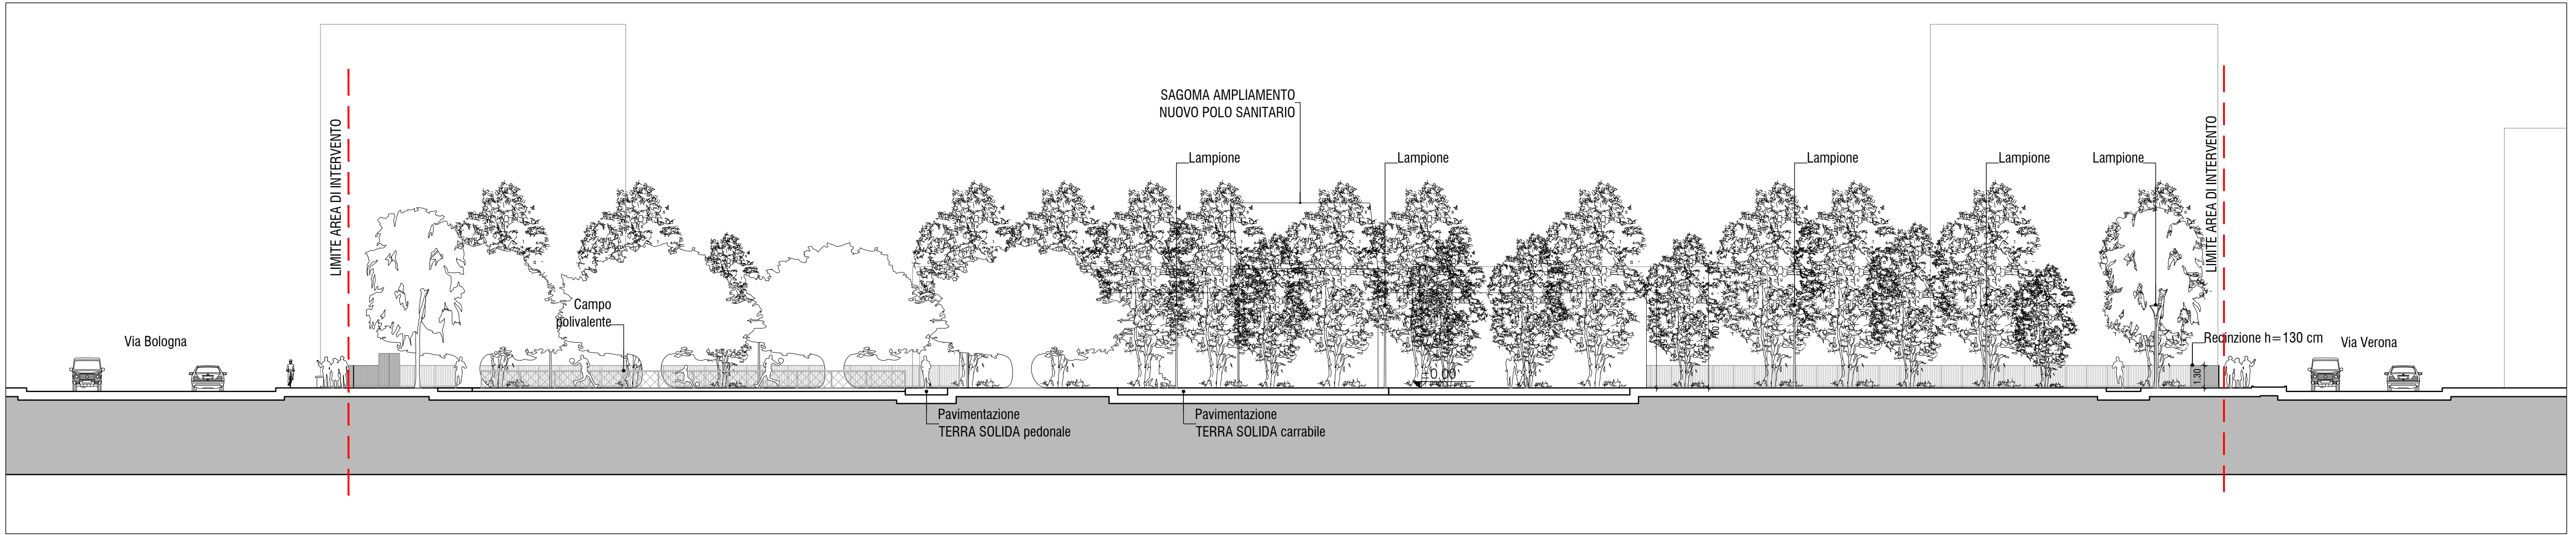 SAGOMA AMPLIAMENTO
NUOVO POLO SANITARIO
LIMITE AREA DI INTERVENTO
Lampione
Lampione
Lampione
Lampione
Lampione
LIMITE AREA DI INTERVENTO
Campo
polivalente
Via Bologna
Recinzione h=130 cm
Via Verona
±0.00
1.30
Pavimentazione
TERRA SOLIDA pedonale
Pavimentazione
TERRA SOLIDA carrabile